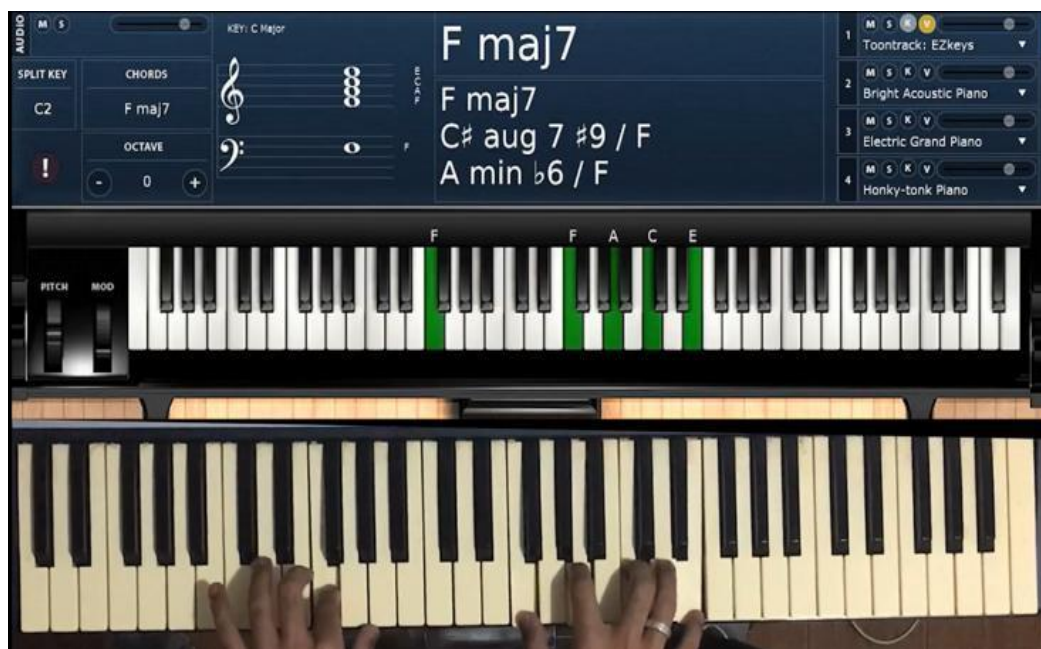 AUDIO
M S
SPLIT KEY
C2
!
CHORDS
F maj7
OCTAVE
- 0 +
KEY: C Major
E
C
A
F
F
F maj7
F maj7
C♯ aug 7 ♯9 / F
A min ♭6 / F
1
M S K V
Toontrack: EZkeys
2
M S K V
Bright Acoustic Piano
3
M S K V
Electric Grand Piano
4
M S K V
Honky-tonk Piano
F F A C E
PITCH MOD